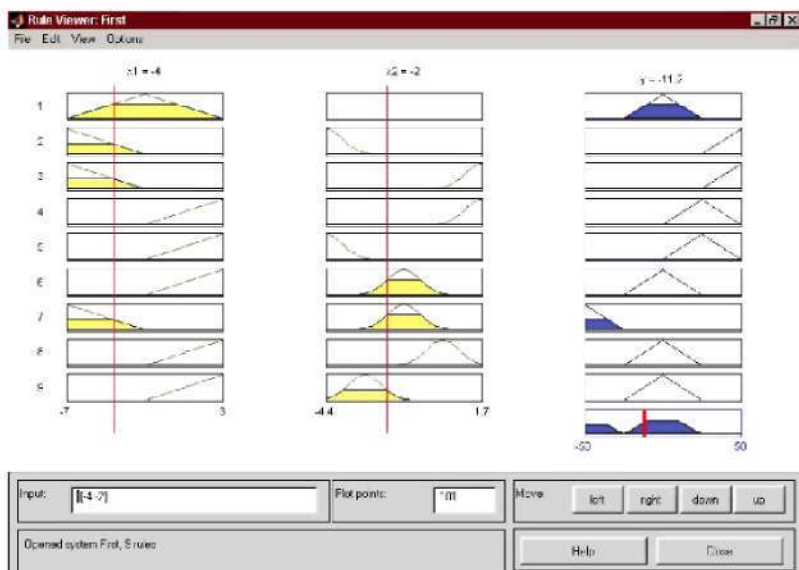 Rule Viewer: First
File Edit View Options
x1 = -4
x2 = -2
y = -11.2
1
2
3
4
5
6
7
8
9
-7
3
-4.4
1.7
-50
50
Input:
[-4 -2]
Plot points:
101
Move
left
right
down
up
Opened system First, 9 rules
Help
Close